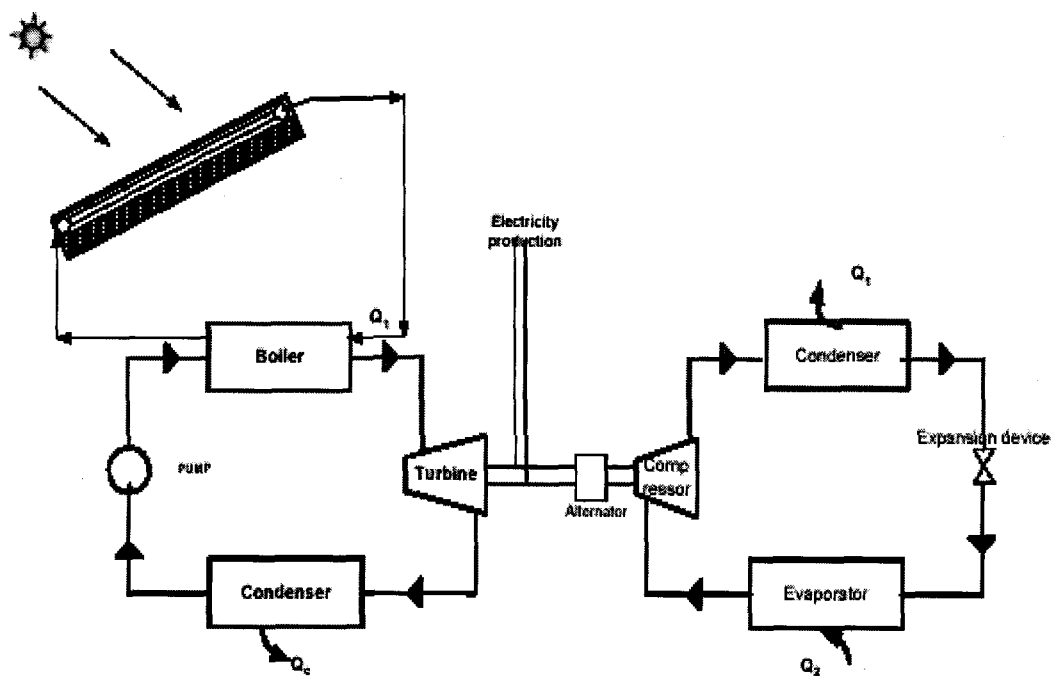 Electricity
production
Q₁
Q₁
Boiler
Condenser
Expansion device
PUMP
Turbine
Comp
ressor
Alternator
Condenser
Evaporator
Qc
Q₂